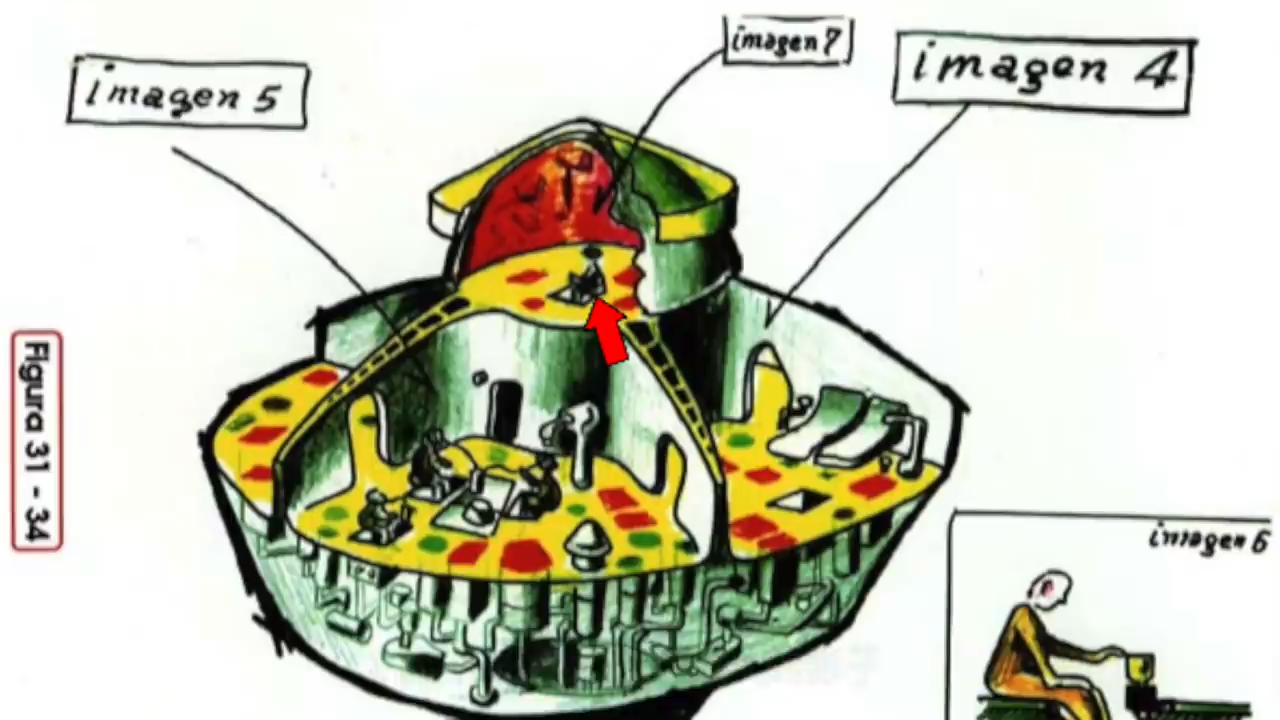 imagen 5
imagen 7
imagen 4
Figura 31 - 34
imagen 6